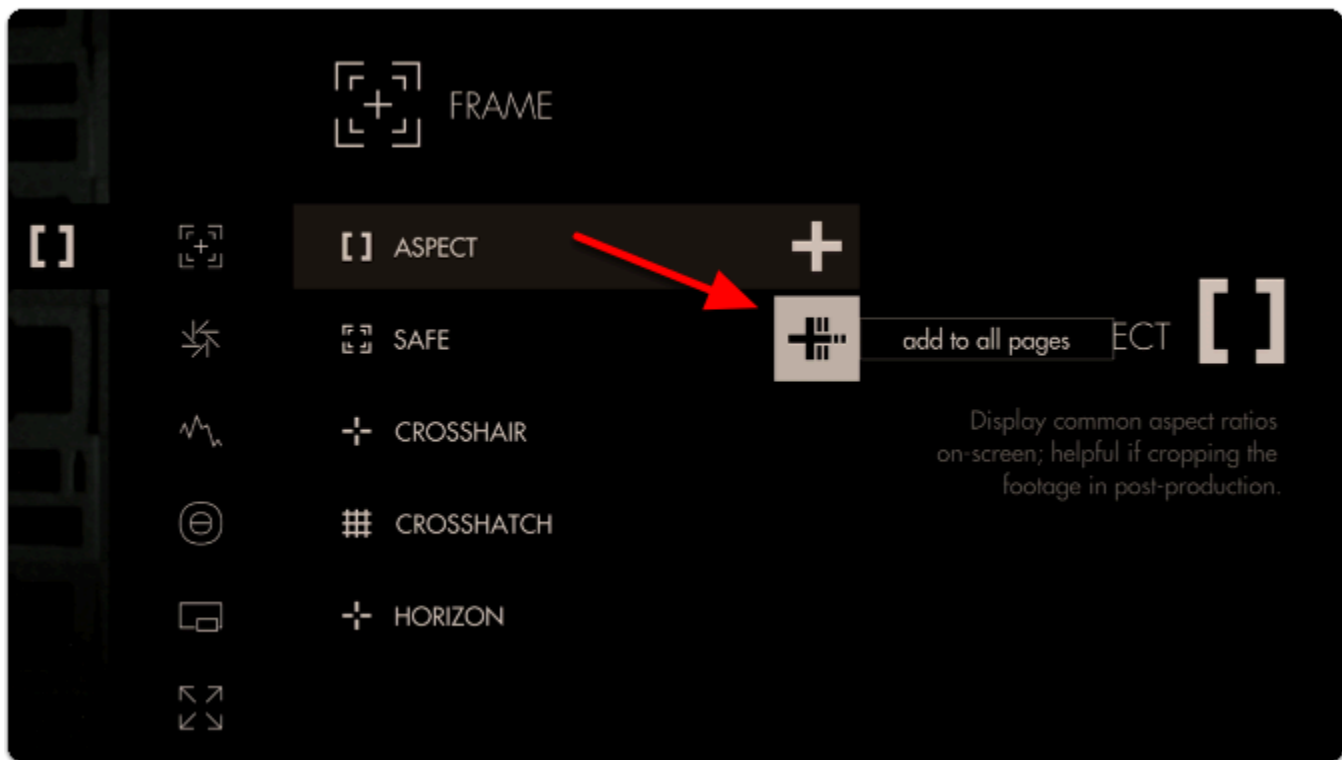 FRAME
ASPECT
SAFE
add to all pages
ECT
CROSSHAIR
Display common aspect ratios
on-screen; helpful if cropping the
footage in post-production.
CROSSHATCH
HORIZON